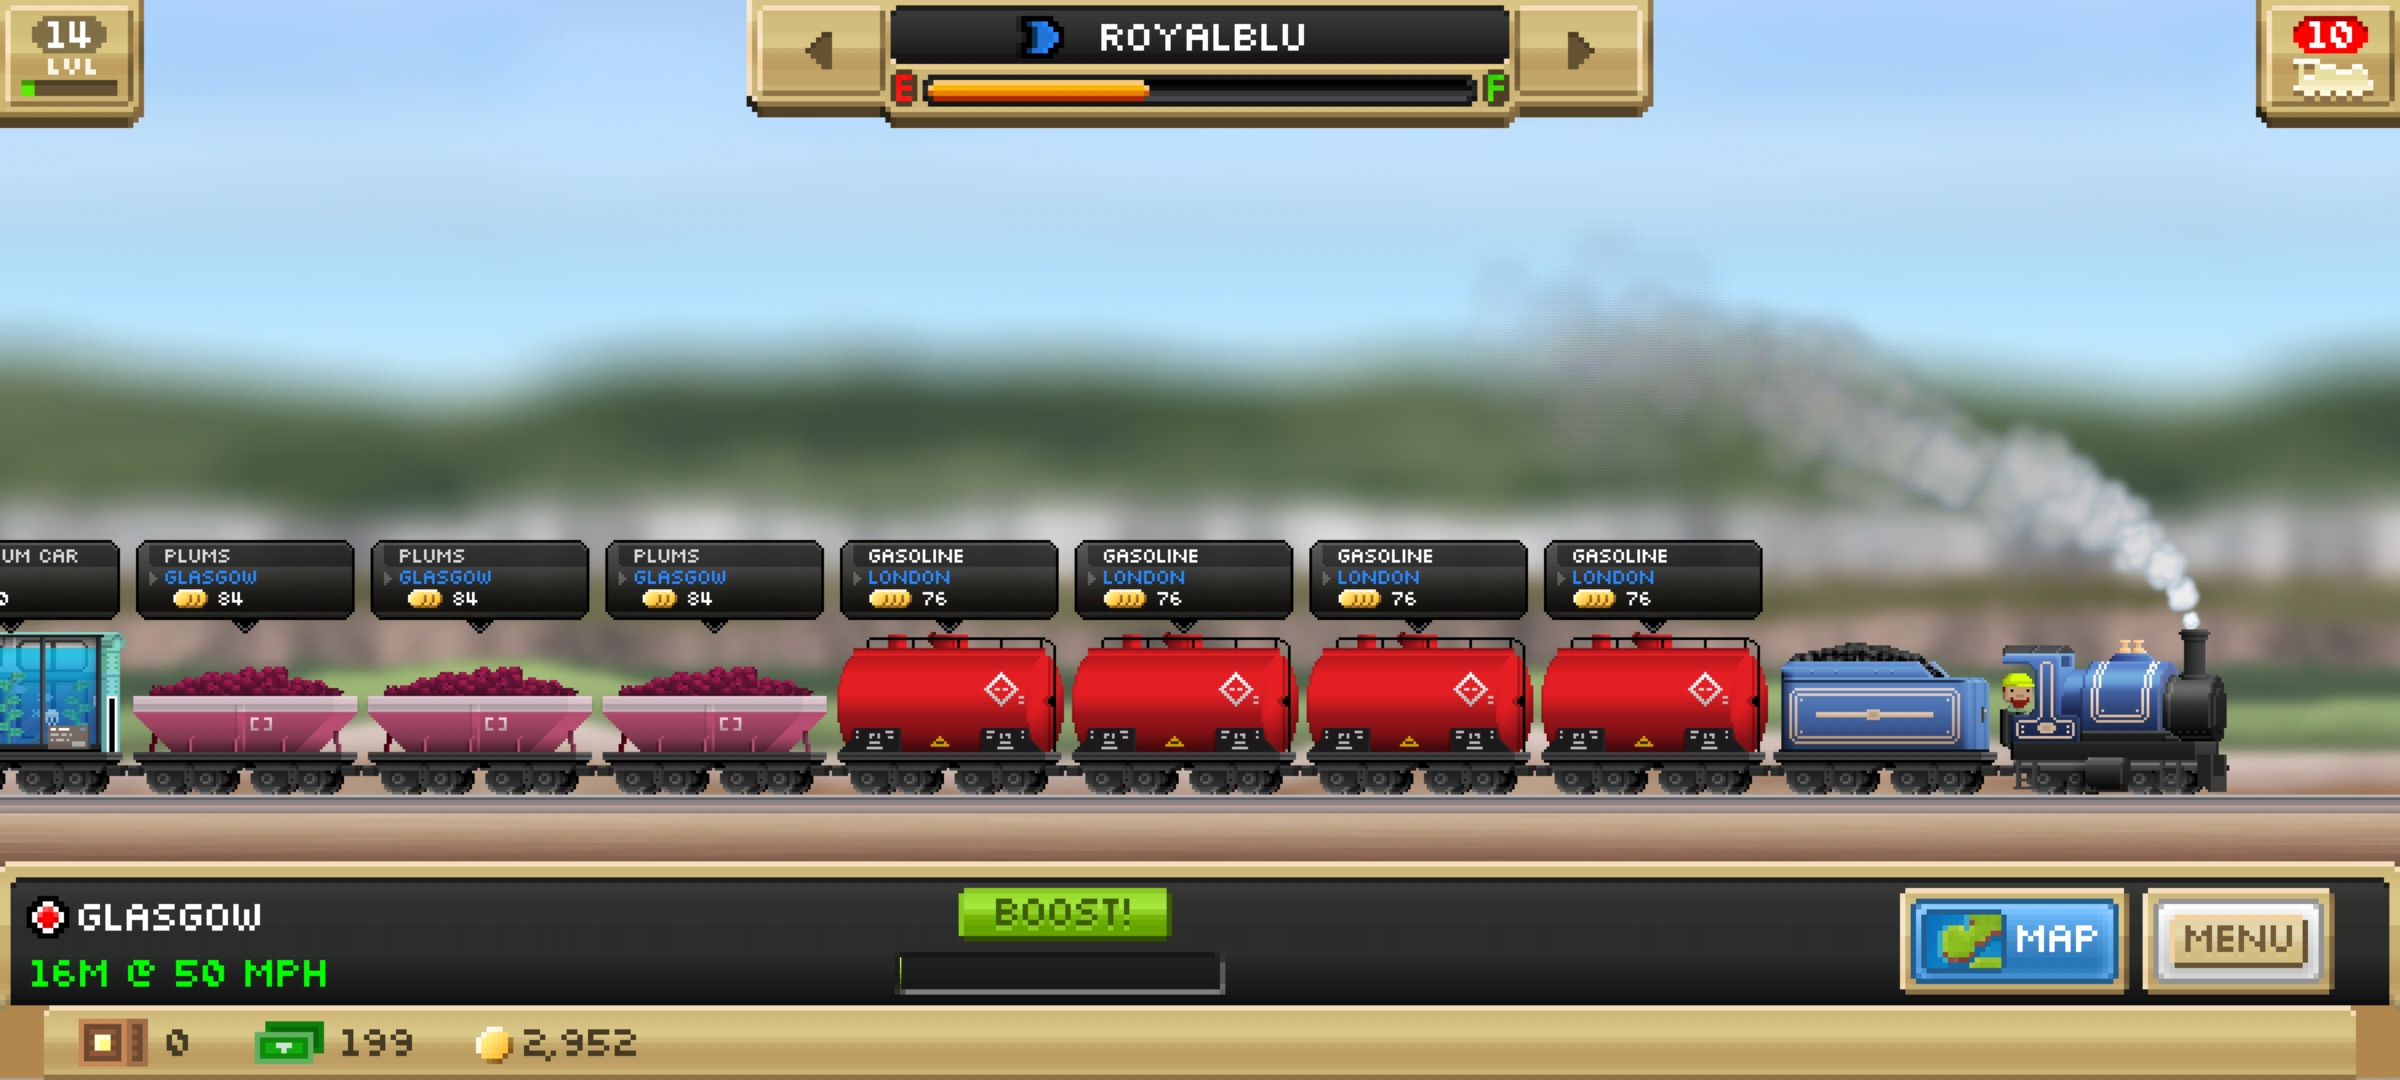 14
LVL
ROYALBLU
E
F
10
UM CAR
PLUMS
GLASGOW
84
PLUMS
GLASGOW
84
PLUMS
GLASGOW
84
GASOLINE
LONDON
76
GASOLINE
LONDON
76
GASOLINE
LONDON
76
GASOLINE
LONDON
76
GLASGOW
16M @ 50 MPH
BOOST!
MAP
MENU
0
199
2,952